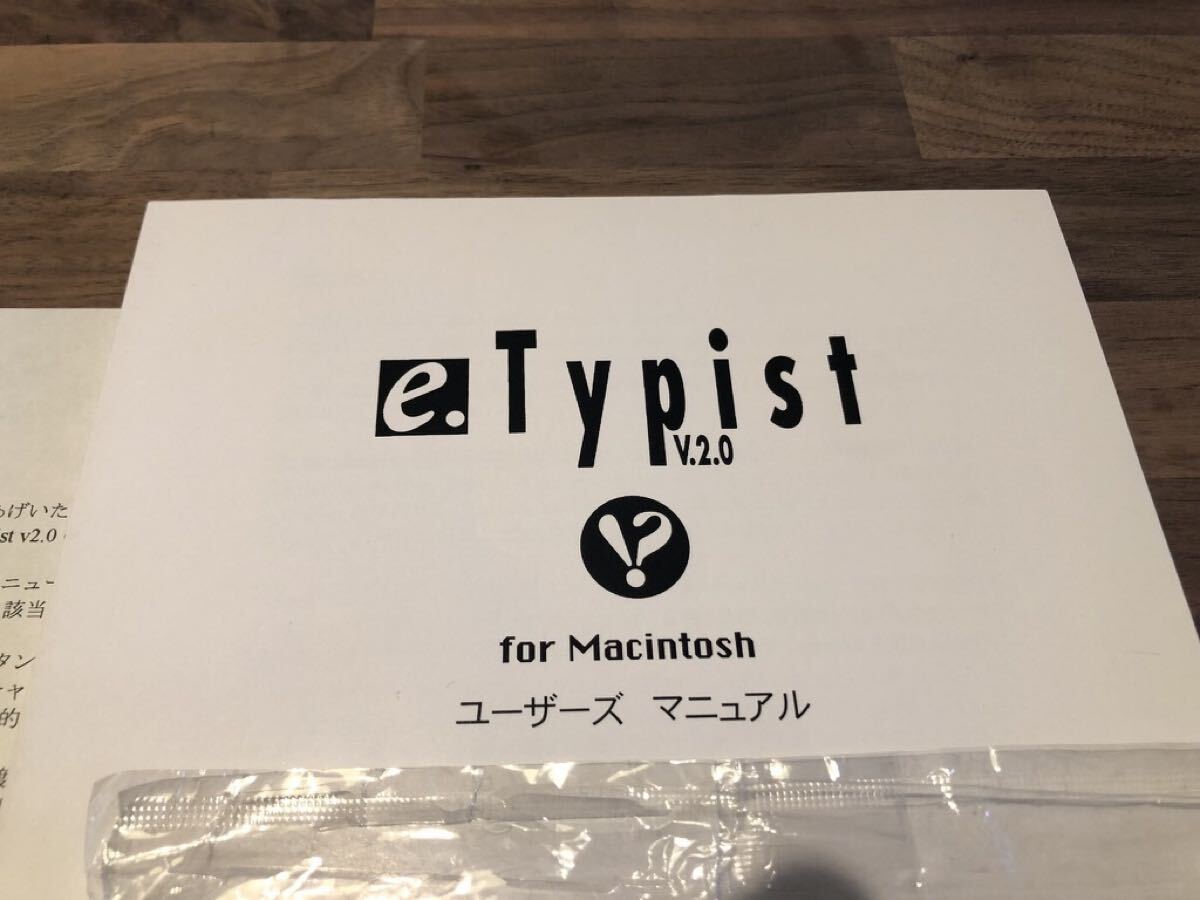 e.Typist
V.2.0
!?
for Macintosh
ユーザーズ マニュアル
げいた
st v2.0
ニュー
該当
タン
ャ
的